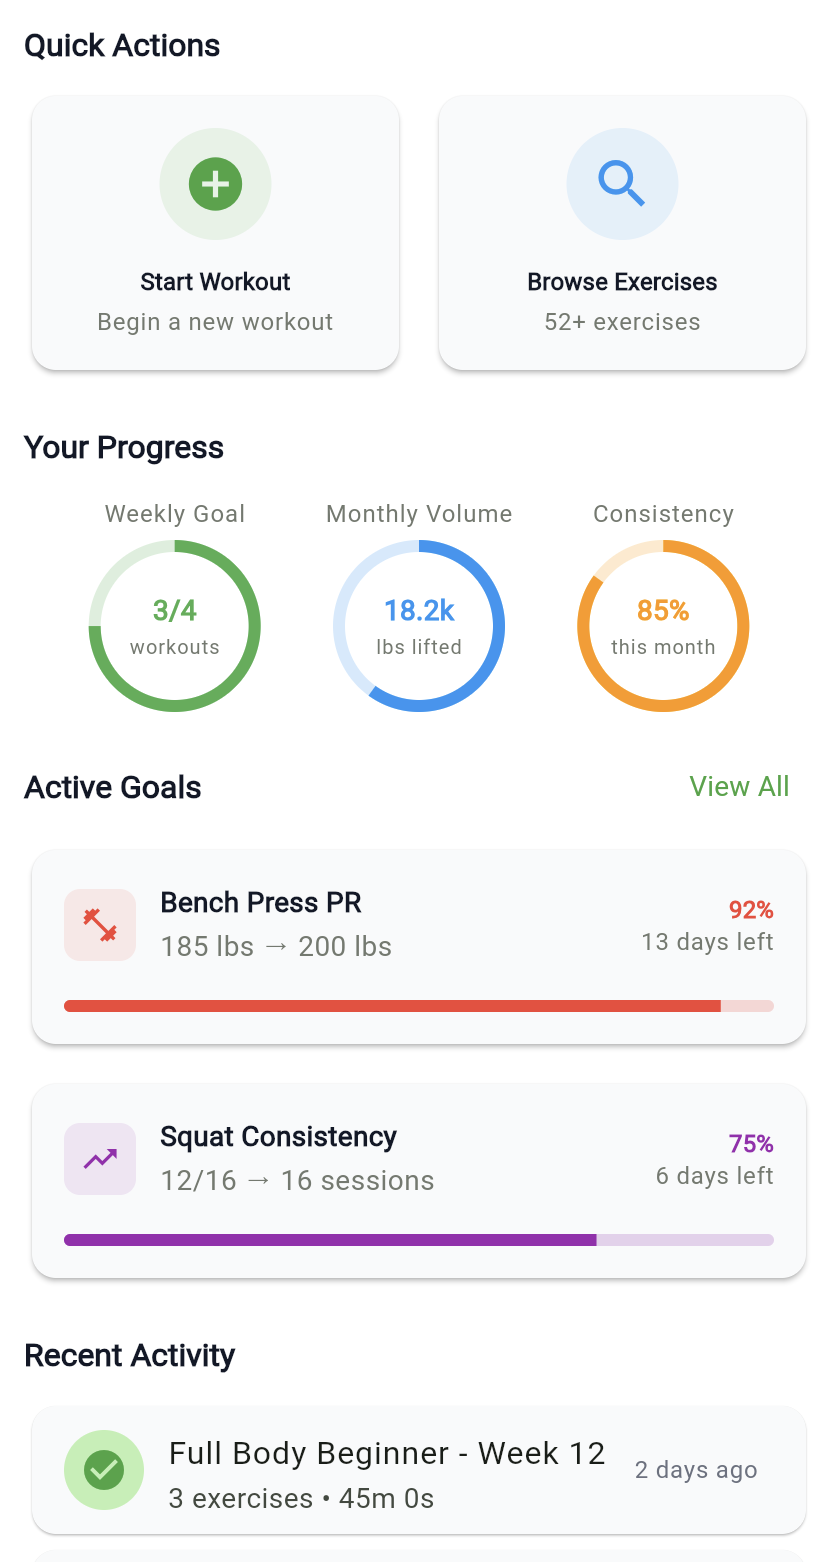 Quick Actions
Start Workout
Begin a new workout
Browse Exercises
52+ exercises
Your Progress
Weekly Goal
3/4
workouts
Monthly Volume
18.2k
lbs lifted
Consistency
85%
this month
Active Goals
View All
Bench Press PR
185 lbs → 200 lbs
92%
13 days left
Squat Consistency
12/16 → 16 sessions
75%
6 days left
Recent Activity
Full Body Beginner - Week 12
3 exercises • 45m 0s
2 days ago